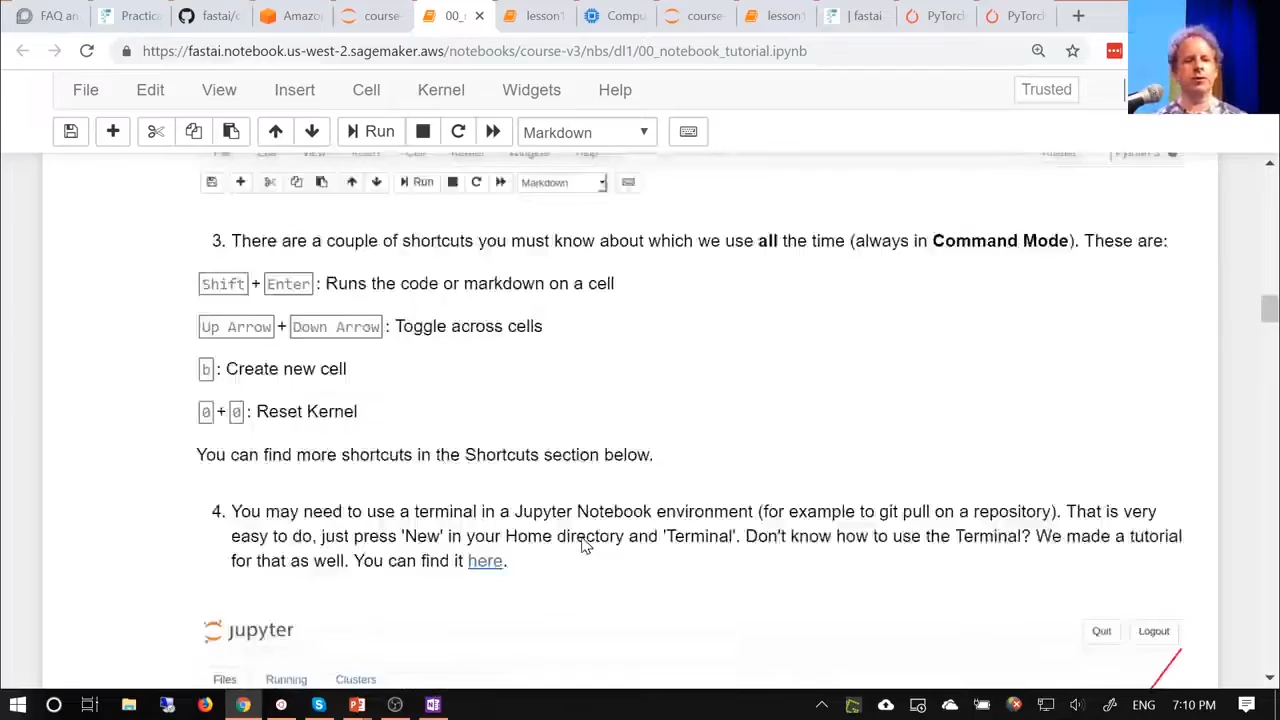 FAQ an
Practica
fastai/c
Amazo
course-
00_
lesson1
Compu
course-
lesson-
| fastai
PyTorc
PyTorc
https://fastai.notebook.us-west-2.sagemaker.aws/notebooks/course-v3/nbs/dl1/00_notebook_tutorial.ipynb
File Edit View Insert Cell Kernel Widgets Help Trusted
Run Markdown
Run Markdown
3. There are a couple of shortcuts you must know about which we use all the time (always in Command Mode). These are:
Shift + Enter : Runs the code or markdown on a cell
Up Arrow + Down Arrow : Toggle across cells
b : Create new cell
0 + 0 : Reset Kernel
You can find more shortcuts in the Shortcuts section below.
4. You may need to use a terminal in a Jupyter Notebook environment (for example to git pull on a repository). That is very
easy to do, just press 'New' in your Home directory and 'Terminal'. Don't know how to use the Terminal? We made a tutorial
for that as well. You can find it here.
jupyter Quit Logout
Files Running Clusters
ENG 7:10 PM